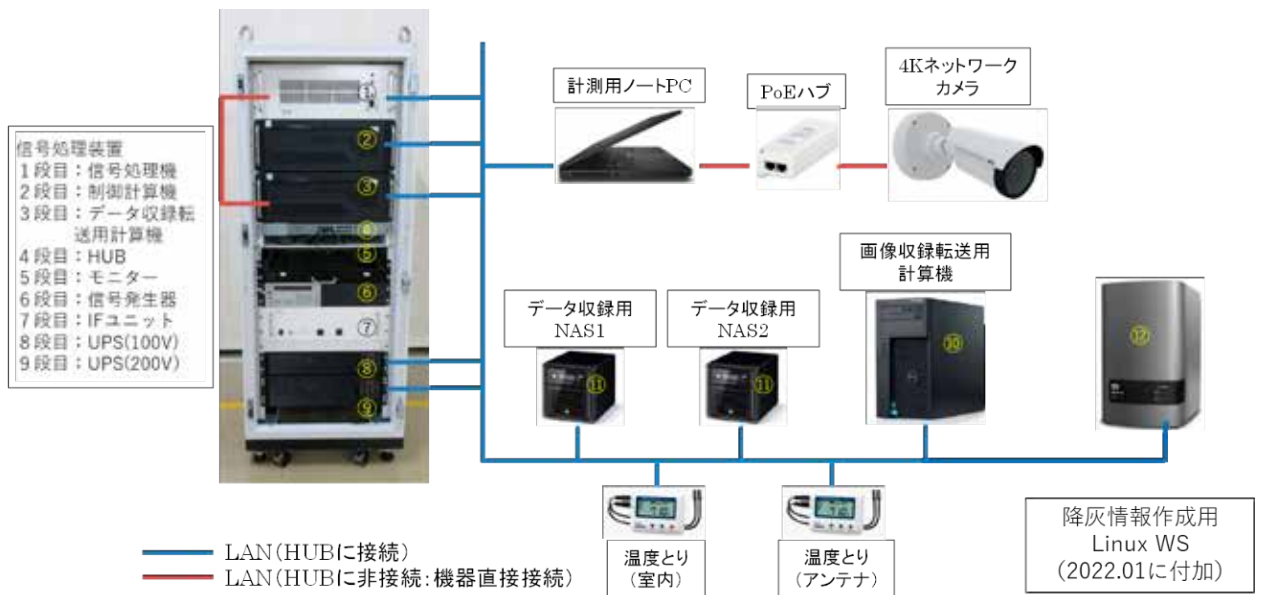 信号処理装置
1段目:信号処理機
2段目:制御計算機
3段目:データ収録転
送用計算機
4段目:HUB
5段目:モニター
6段目:信号発生器
7段目:IFユニット
8段目:UPS(100V)
9段目:UPS(200V)
①
②
③
④
⑤
⑥
⑦
⑧
⑨
計測用ノートPC
PoEハブ
4Kネットワーク
カメラ
データ収録用
NAS1
⑪
データ収録用
NAS2
⑪
画像収録転送用
計算機
⑩
⑫
温度とり
(室内)
温度とり
(アンテナ)
降灰情報作成用
Linux WS
(2022.01に付加)
LAN(HUBに接続)
LAN(HUBに非接続:機器直接接続)